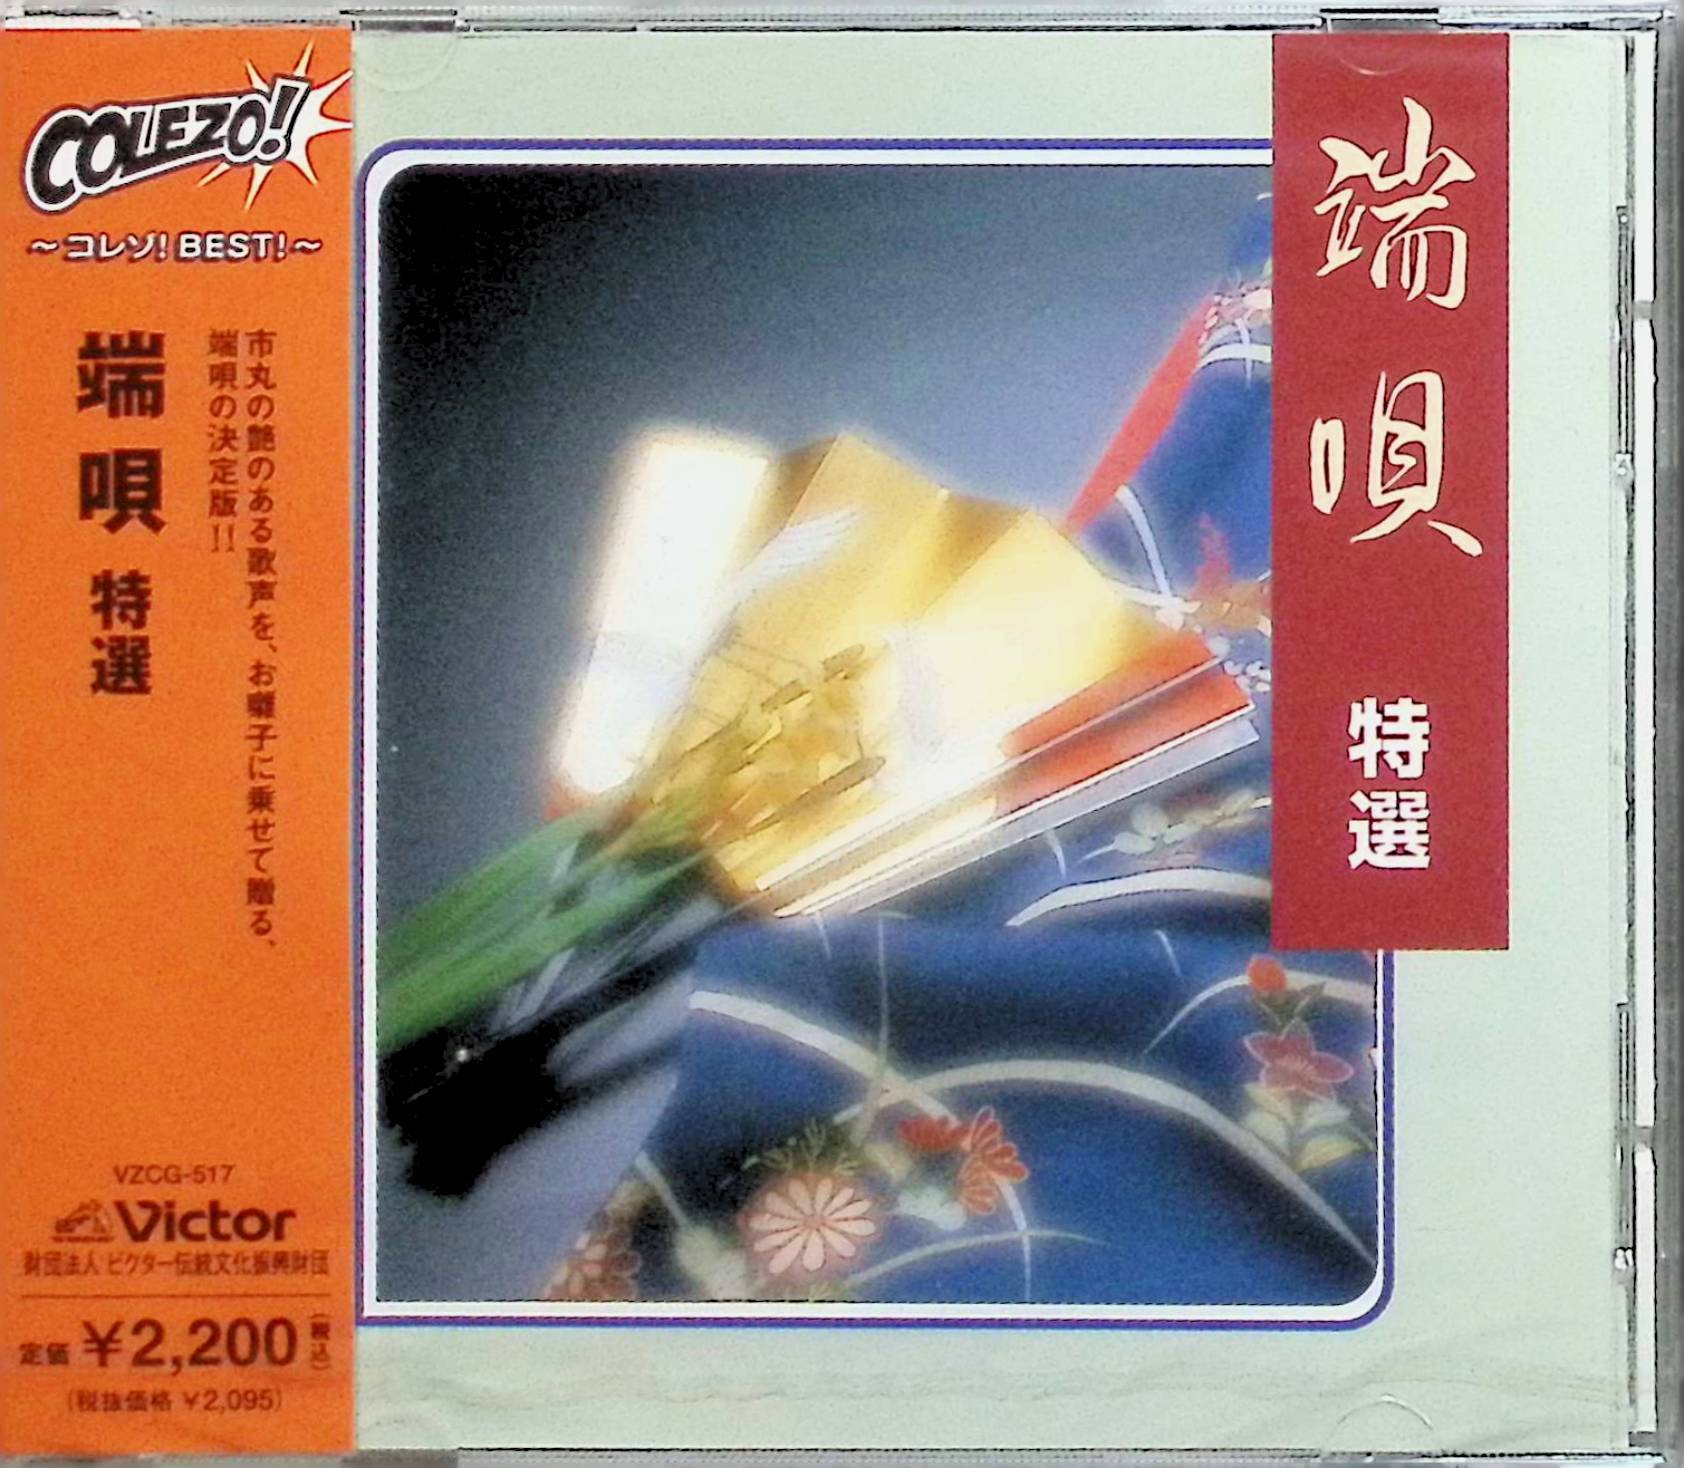 COLEZO!
～コレゾ!BEST!～
市丸の艶のある歌声を、お囃子に乗せて贈る、
端唄の決定版!!
端唄 特選
VZCG-517
Victor
財団法人 ビクター伝統文化振興財団
定価 ¥2,200(税込)
(税抜価格 ¥2,095)
端唄
特選